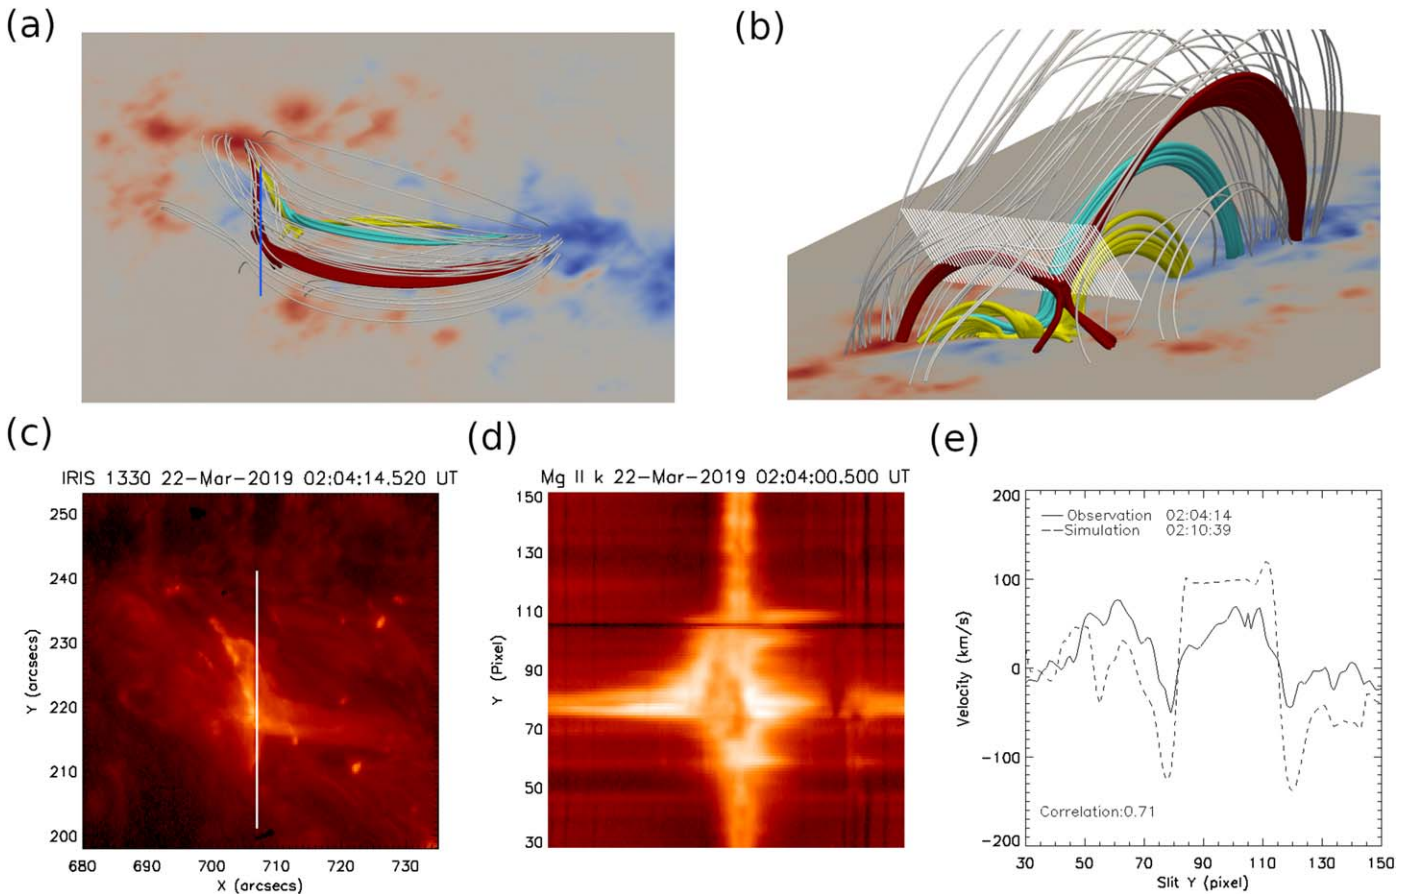 (a)
(b)
(c)
(d)
(e)
IRIS 1330 22-Mar-2019 02:04:14.520 UT
250
240
230
220
210
200
Y (arcsecs)
680 690 700 710 720 730
X (arcsecs)
Mg II k 22-Mar-2019 02:04:00.500 UT
150
130
110
90
70
50
30
Y (Pixel)
200
100
0
-100
-200
Velocity (km/s)
Observation 02:04:14
Simulation 02:10:39
Correlation:0.71
30 50 70 90 110 130 150
Slit Y (pixel)